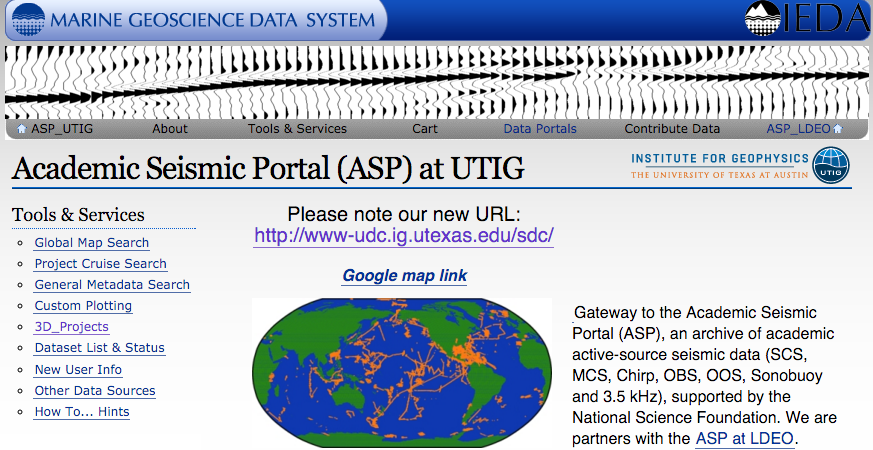 MARINE GEOSCIENCE DATA SYSTEM
IEDA
ASP_UTIG About Tools & Services Cart Data Portals Contribute Data ASP_LDEO
Academic Seismic Portal (ASP) at UTIG
INSTITUTE FOR GEOPHYSICS
THE UNIVERSITY OF TEXAS AT AUSTIN
UTIG
Tools & Services
Global Map Search
Project Cruise Search
General Metadata Search
Custom Plotting
3D_Projects
Dataset List & Status
New User Info
Other Data Sources
How To... Hints
Please note our new URL:
http://www-udc.ig.utexas.edu/sdc/
Google map link
Gateway to the Academic Seismic
Portal (ASP), an archive of academic
active-source seismic data (SCS,
MCS, Chirp, OBS, OOS, Sonobuoy
and 3.5 kHz), supported by the
National Science Foundation. We are
partners with the ASP at LDEO.